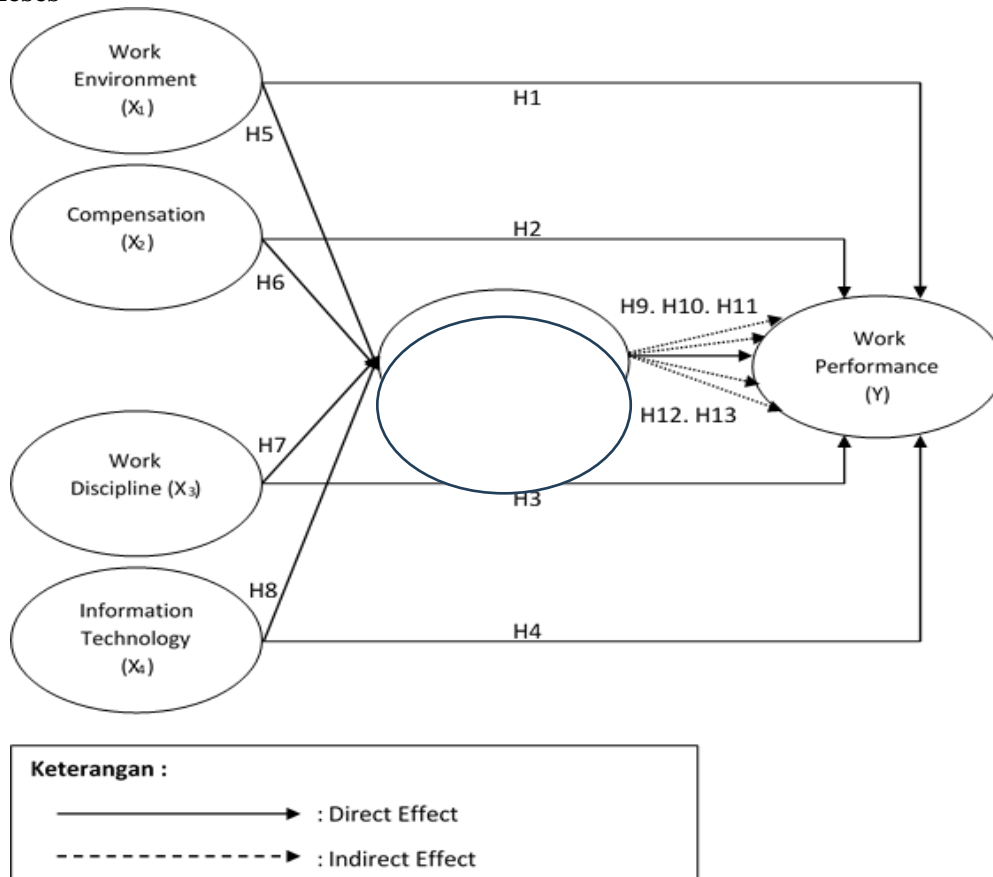 Work
Environment
(X₁)
H1
H5
Compensation
(X₂)
H2
H6
H9. H10. H11
Work
Performance
(Y)
H12. H13
H7
Work
Discipline (X₃)
H3
H8
Information
Technology
(X₄)
H4
Keterangan :
: Direct Effect
: Indirect Effect